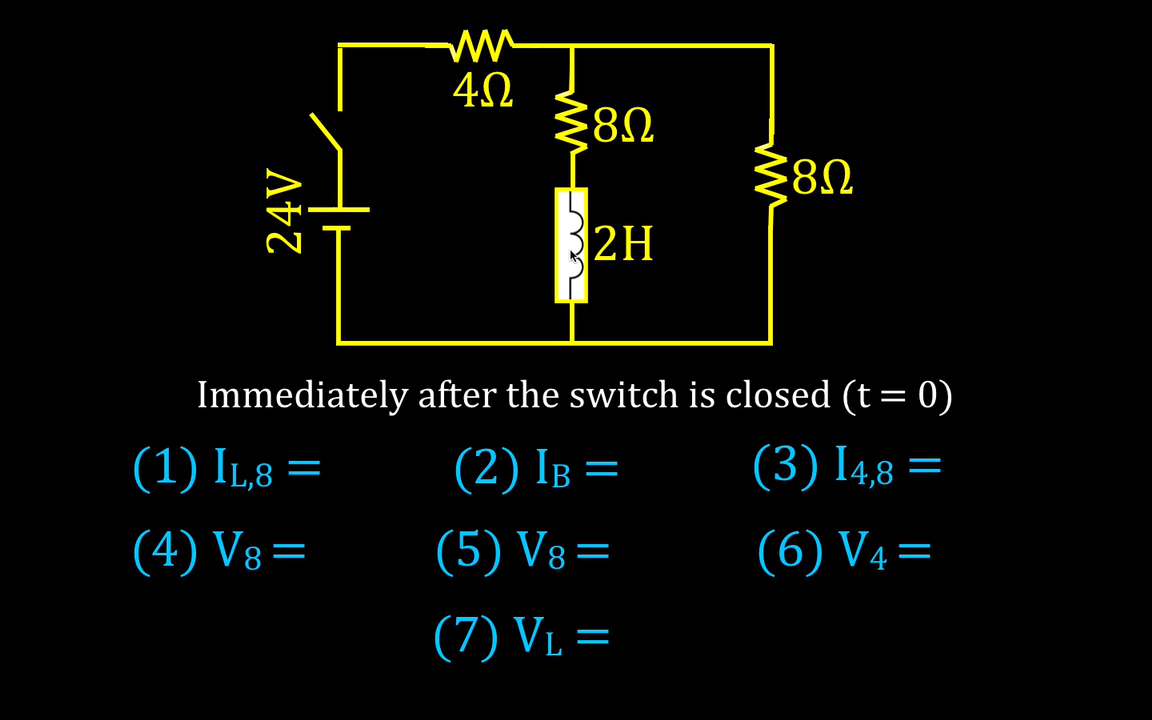 4Ω
8Ω
8Ω
24V
2H
Immediately after the switch is closed (t = 0)
(1) I_L,8 = (2) I_B = (3) I_4,8 =
(4) V_8 = (5) V_8 = (6) V_4 =
(7) V_L =